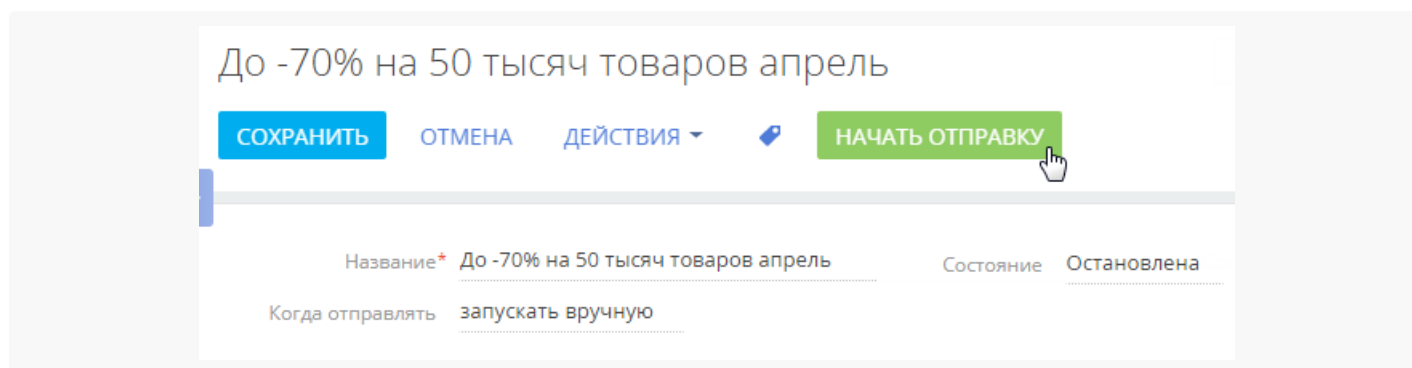 До -70% на 50 тысяч товаров апрель
СОХРАНИТЬ ОТМЕНА ДЕЙСТВИЯ НАЧАТЬ ОТПРАВКУ
Название* До -70% на 50 тысяч товаров апрель Состояние Остановлена
Когда отправлять запускать вручную